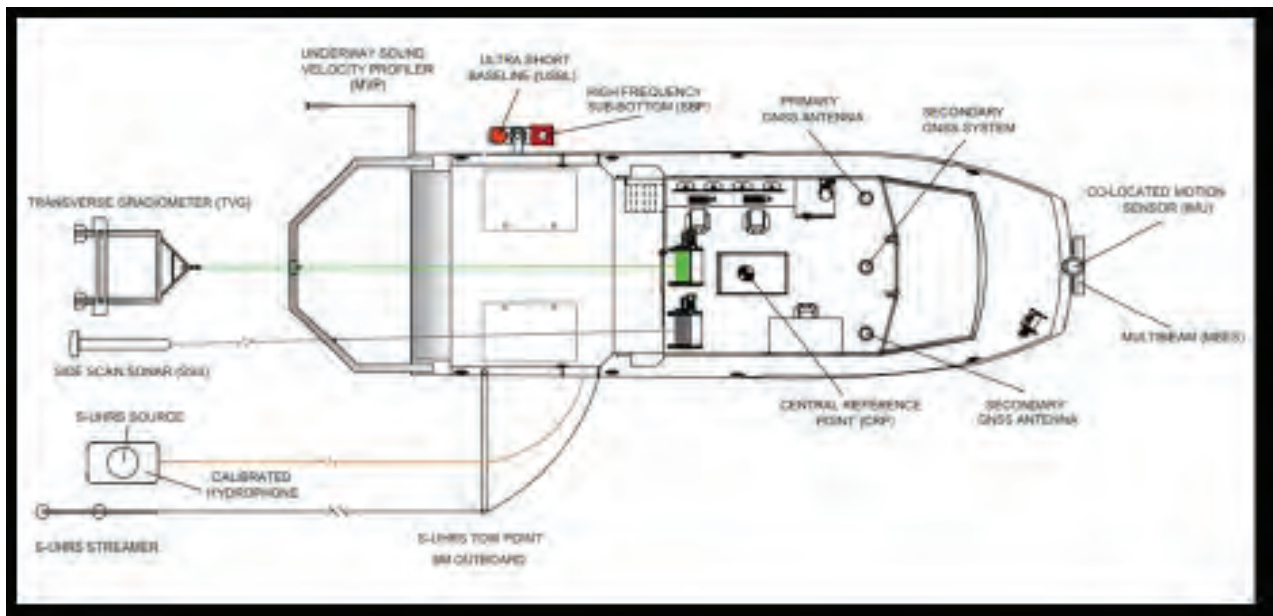 UNDERWAY SOUND
VELOCITY PROFILER
(MVP)
ULTRA SHORT
BASELINE (USBL)
HIGH FREQUENCY
SUB-BOTTOM (SBP)
PRIMARY
GNSS ANTENNA
SECONDARY
GNSS SYSTEM
TRANSVERSE GRADIOMETER (TVG)
CO-LOCATED MOTION
SENSOR (IMU)
MULTIBEAM (MBES)
SIDE SCAN SONAR (SSS)
S-UHRS SOURCE
CALIBRATED
HYDROPHONE
CENTRAL REFERENCE
POINT (CRP)
SECONDARY
GNSS ANTENNA
S-UHRS STREAMER
S-UHRS TOW POINT
OUTBOARD